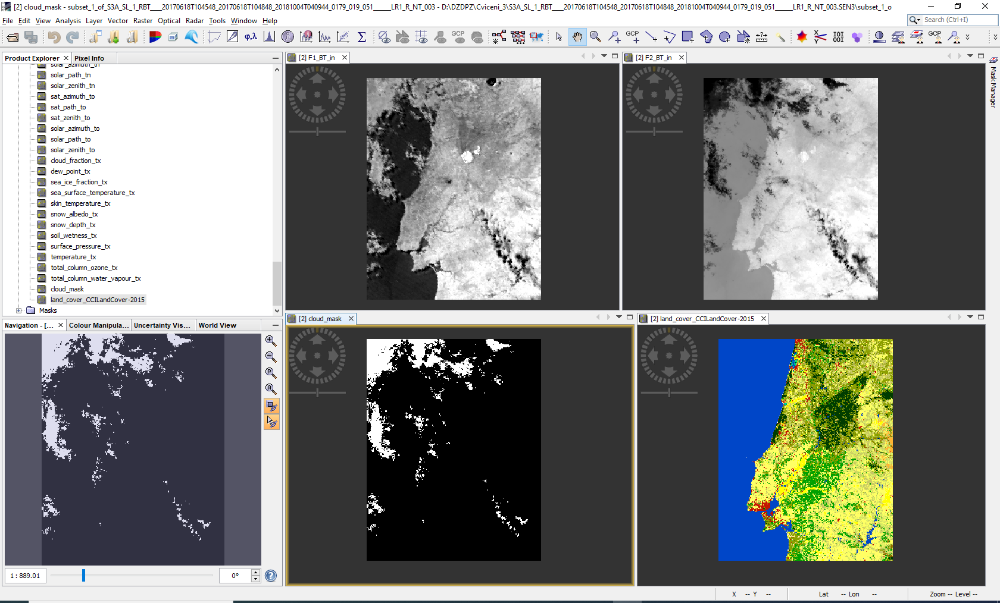 [2] cloud_mask - subset_1_of_S3A_SL_1_RBT____20170618T104548_20170618T104848_20181004T040944_0179_019_051______LR1_R_NT_003 - D:\DZDPZ\Cviceni_3\S3A_SL_1_RBT____20170618T104548_20170618T104848_20181004T040944_0179_019_051______LR1_R_NT_003.SEN3\subset_1_o
File Edit View Analysis Layer Vector Raster Optical Radar Tools Window Help
Search (Ctrl+I)
φ,λ
Σ
GCP
GCP
GCP
Product Explorer
Pixel Info
solar_azimuth_tn
solar_path_tn
solar_zenith_tn
sat_azimuth_to
sat_path_to
sat_zenith_to
solar_azimuth_to
solar_path_to
solar_zenith_to
cloud_fraction_tx
dew_point_tx
sea_ice_fraction_tx
sea_surface_temperature_tx
skin_temperature_tx
snow_albedo_tx
snow_depth_tx
soil_wetness_tx
surface_pressure_tx
temperature_tx
total_column_ozone_tx
total_column_water_vapour_tx
cloud_mask
land_cover_CCILandCover-2015
Masks
[2] F1_BT_in
[2] F2_BT_in
Mask Manager
Navigation - [...
Colour Manipula...
Uncertainty Vis...
World View
1 : 889.01
0°
[2] cloud_mask
[2] land_cover_CCILandCover-2015
X -- Y --
Lat -- Lon --
Zoom -- Level --